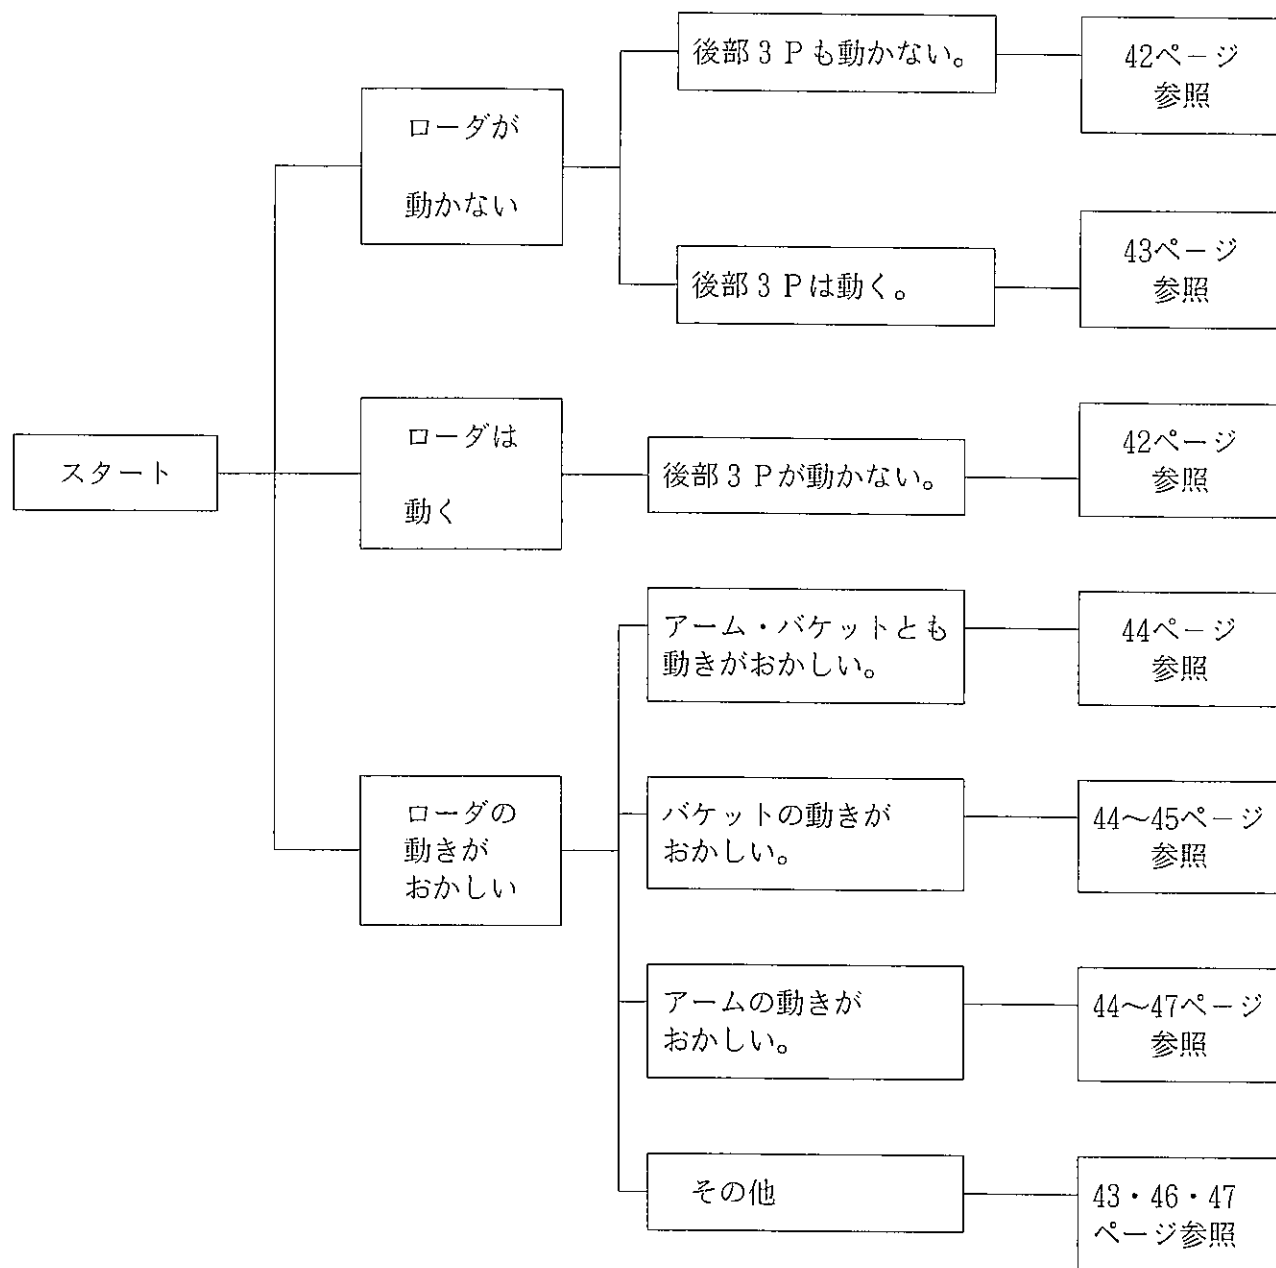 スタート
ローダが
動かない
後部3Pも動かない。
42ページ
参照
後部3Pは動く。
43ページ
参照
ローダは
動く
後部3Pが動かない。
42ページ
参照
ローダの
動きが
おかしい
アーム・バケットとも
動きがおかしい。
44ページ
参照
バケットの動きが
おかしい。
44〜45ページ
参照
アームの動きが
おかしい。
44〜47ページ
参照
その他
43・46・47
ページ参照